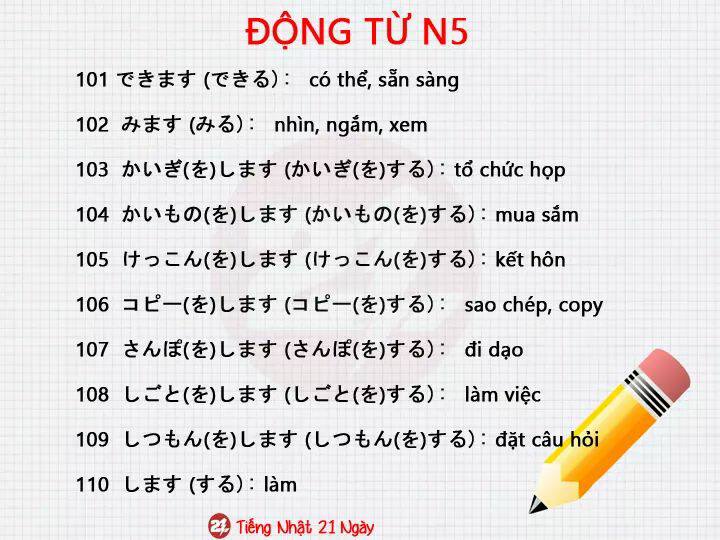 ĐỘNG TỪ N5
101 できます (できる): có thể, sẵn sàng
102 みます (みる): nhìn, ngắm, xem
103 かいぎ(を)します (かいぎ(を)する): tổ chức họp
104 かいもの(を)します (かいもの(を)する): mua sắm
105 けっこん(を)します (けっこん(を)する): kết hôn
106 コピー(を)します (コピー(を)する): sao chép, copy
107 さんぽ(を)します (さんぽ(を)する): đi dạo
108 しごと(を)します (しごと(を)する): làm việc
109 しつもん(を)します (しつもん(を)する): đặt câu hỏi
110 します (する): làm
21 Tiếng Nhật 21 Ngày